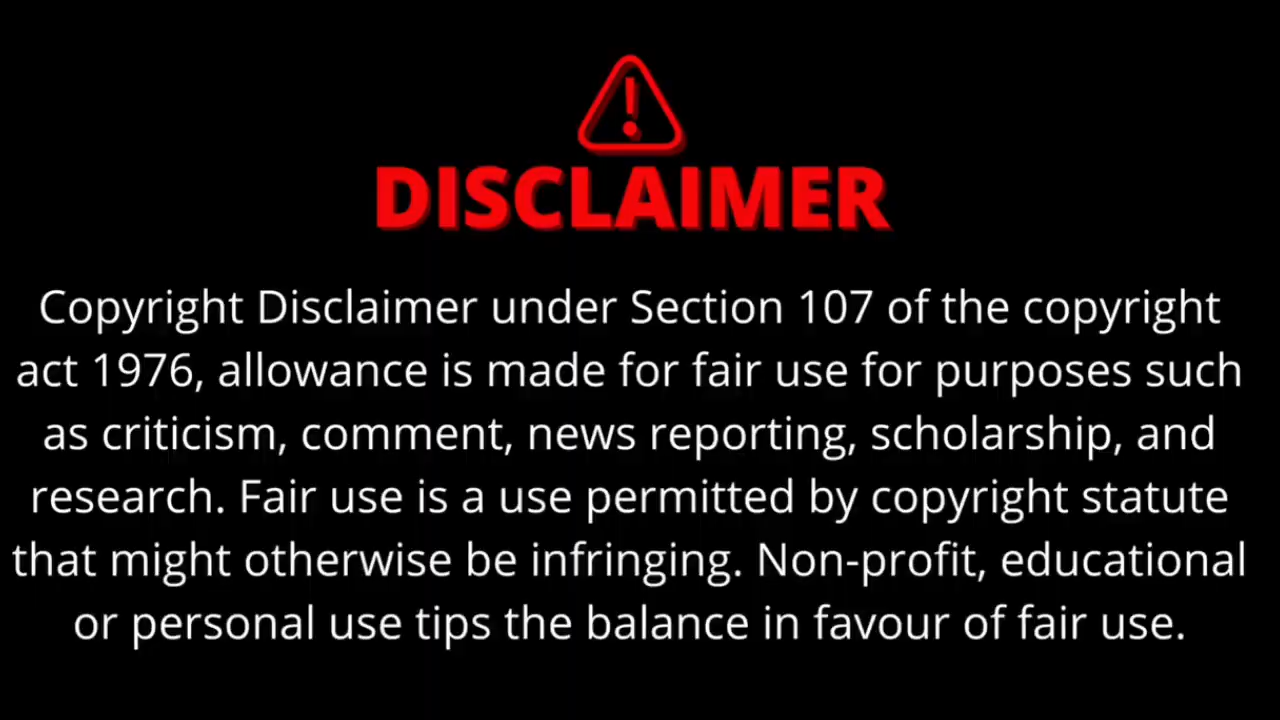 DISCLAIMER
Copyright Disclaimer under Section 107 of the copyright
act 1976, allowance is made for fair use for purposes such
as criticism, comment, news reporting, scholarship, and
research. Fair use is a use permitted by copyright statute
that might otherwise be infringing. Non-profit, educational
or personal use tips the balance in favour of fair use.